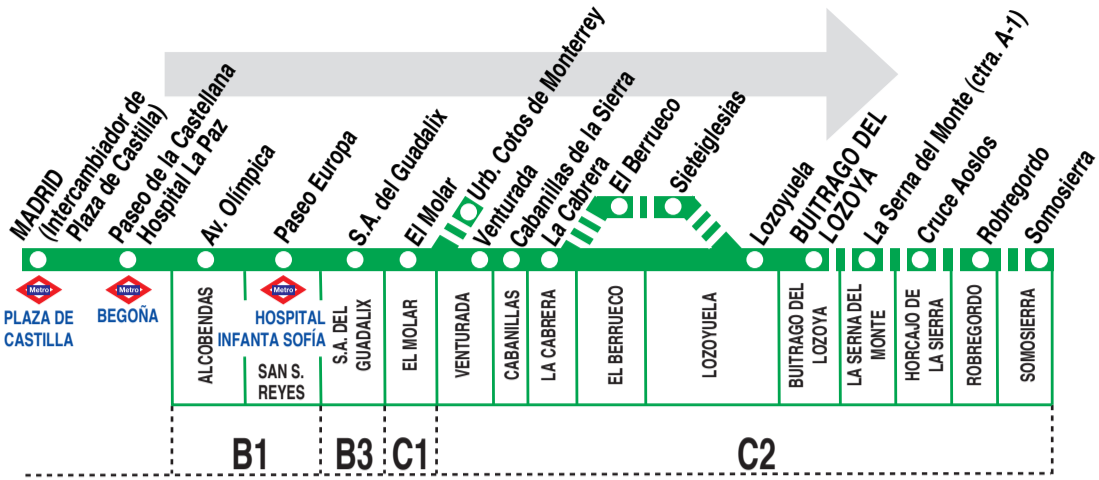 MADRID
(Intercambiador de
Plaza de Castilla)
Paseo de la Castellana
Hospital La Paz
Av. Olímpica
Paseo Europa
S.A. del Guadalix
El Molar
Urb. Cotos de Monterrey
Venturada
Cabanillas de la Sierra
La Cabrera
El Berrueco
Sieteiglesias
Lozoyuela
BUITRAGO DEL
LOZOYA
La Serna del Monte (ctra. A-1)
Cruce Aoslos
Robregordo
Somosierra
Metro
PLAZA DE
CASTILLA
Metro
BEGOÑA
Metro
HOSPITAL
INFANTA SOFÍA
ALCOBENDAS
SAN S.
REYES
S.A. DEL
GUADALIX
EL MOLAR
VENTURADA
CABANILLAS
LA CABRERA
EL BERRUECO
LOZOYUELA
BUITRAGO DEL
LOZOYA
LA SERNA DEL
MONTE
HORCAJO DE
LA SIERRA
ROBREGORDO
SOMOSIERRA
B1
B3
C1
C2